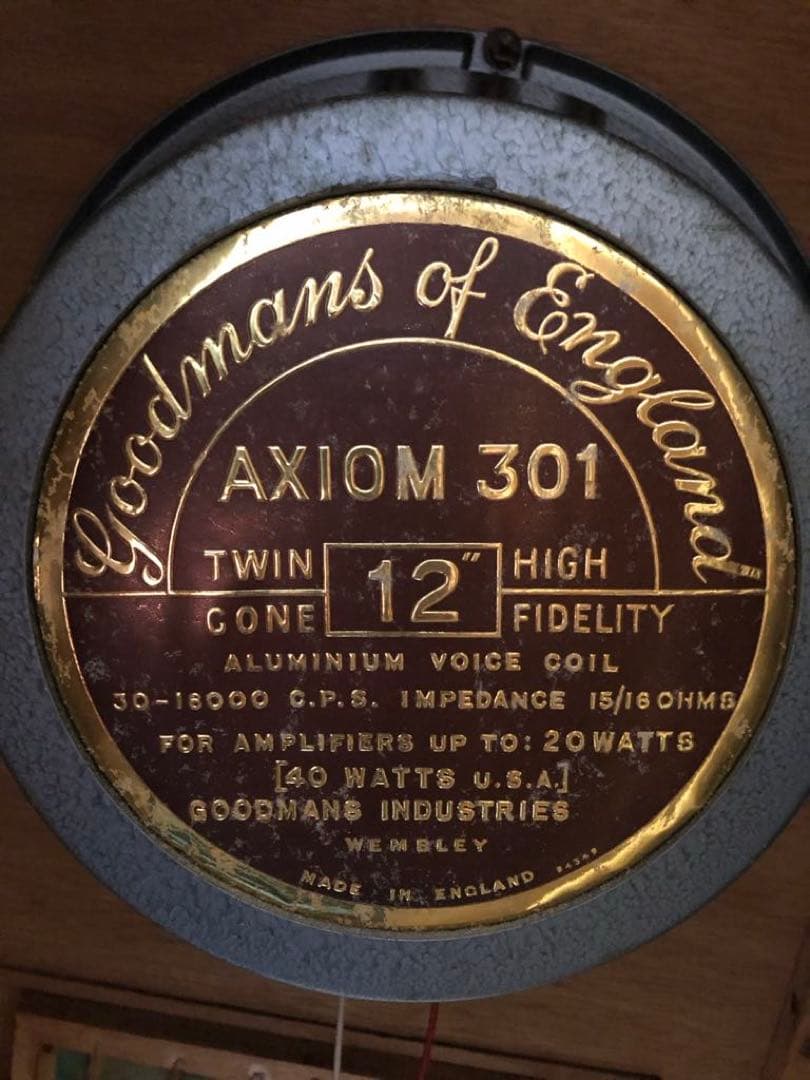 Goodmans of England
AXIOM 301
TWIN 12" HIGH
CONE FIDELITY
ALUMINIUM VOICE COIL
30-16000 C.P.S. IMPEDANCE 15/16 OHMS
FOR AMPLIFIERS UP TO: 20 WATTS
[40 WATTS U.S.A.]
GOODMANS INDUSTRIES
WEMBLEY
MADE IN ENGLAND